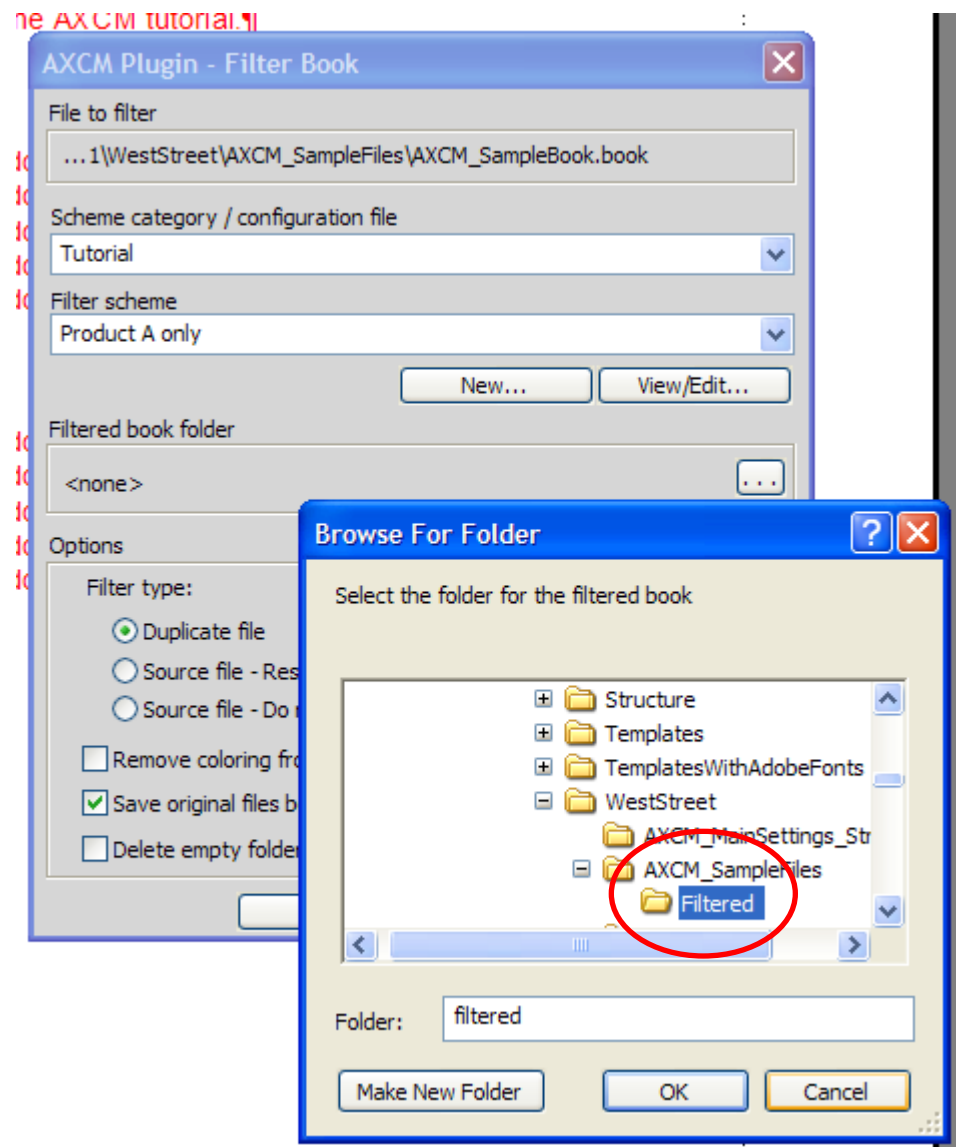 he AXCM tutorial.¶
AXCM Plugin - Filter Book
File to filter
...1\WestStreet\AXCM_SampleFiles\AXCM_SampleBook.book
Scheme category / configuration file
Tutorial
Filter scheme
Product A only
New... View/Edit...
Filtered book folder
<none> ...
Options
Filter type:
Duplicate file
Source file - Res
Source file - Do
Remove coloring fro
Save original files b
Delete empty folder
Browse For Folder
Select the folder for the filtered book
Structure
Templates
TemplatesWithAdobeFonts
WestStreet
AXCM_MainSettings_Str
AXCM_SampleFiles
Filtered
Folder: filtered
Make New Folder OK Cancel